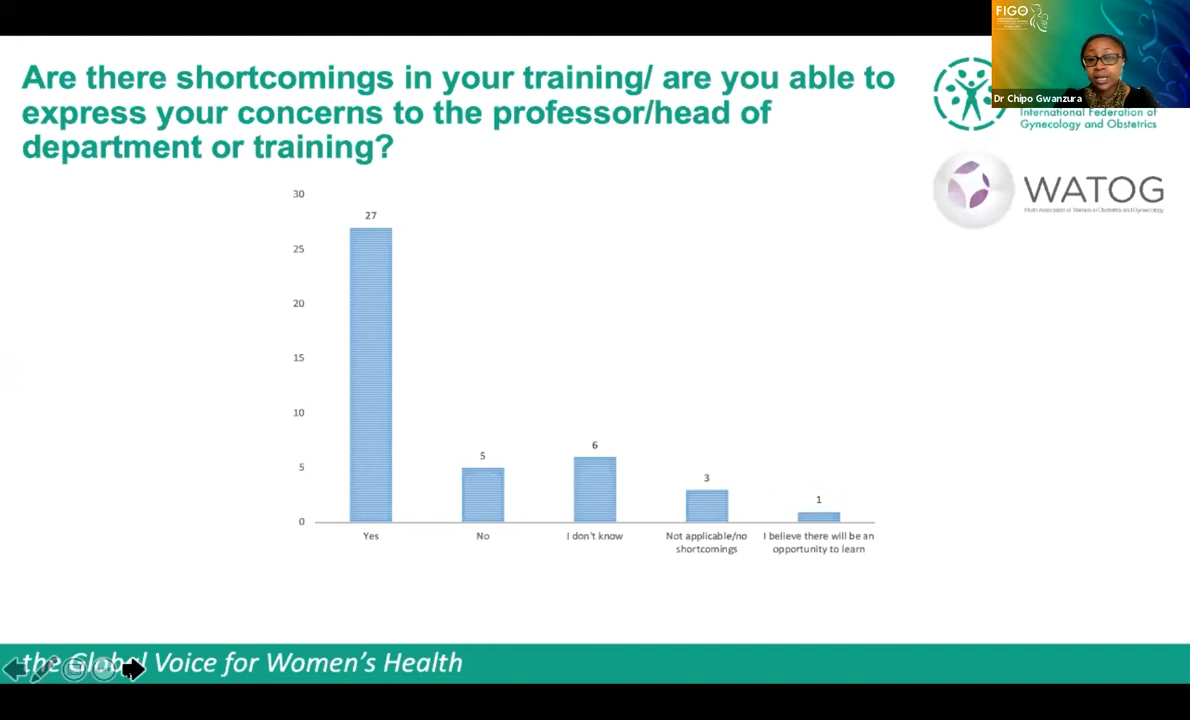 FIGO
Are there shortcomings in your training/ are you able to
express your concerns to the professor/head of
department or training?
Dr Chipo Gwanzura
International Federation of
Gynecology and Obstetrics
WATOG
World Association of Trainees in Obstetrics and Gynecology
30
27
25
20
15
10
6
5
5
3
1
0
Yes
No
I don't know
Not applicable/no
shortcomings
I believe there will be an
opportunity to learn
the Global Voice for Women's Health